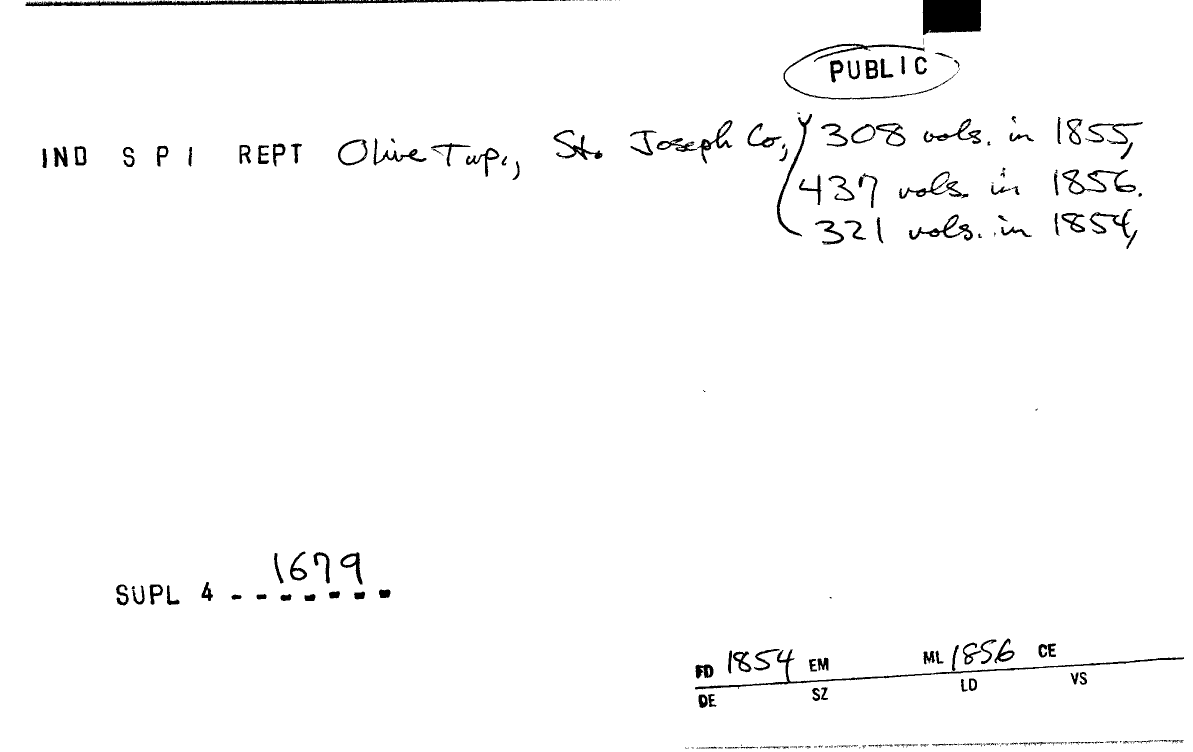 PUBLIC
IND S P I REPT Olive Twp., St. Joseph Co., 308 vols. in 1855,
437 vols. in 1856.
321 vols. in 1854,
1679
SUPL 4 - - - - - - -
FD 1854 EM ML 1856 CE
DE SZ LD VS